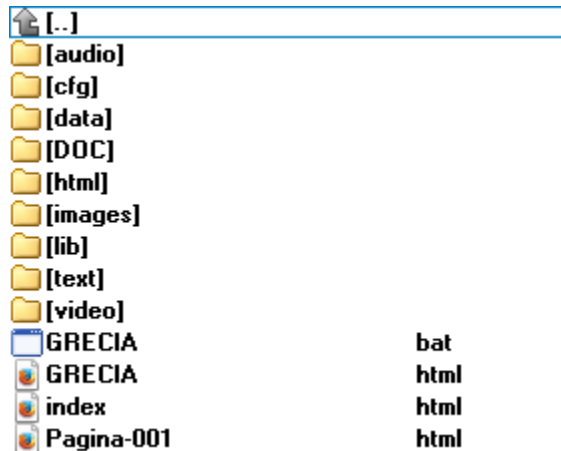 [..]
[audio]
[cfg]
[data]
[DOC]
[html]
[images]
[lib]
[text]
[video]
GRECIA bat
GRECIA html
index html
Pagina-001 html